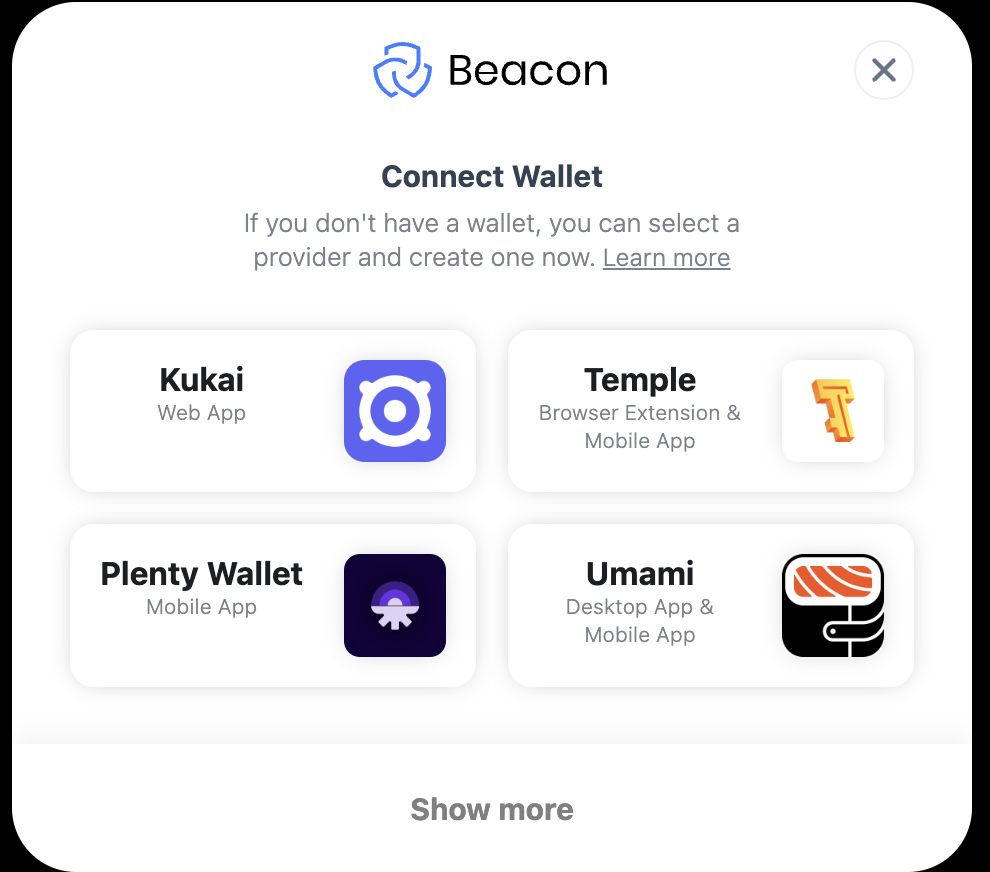 Beacon
Connect Wallet
If you don't have a wallet, you can select a
provider and create one now. Learn more
Kukai
Web App
Temple
Browser Extension &
Mobile App
Plenty Wallet
Mobile App
Umami
Desktop App &
Mobile App
Show more